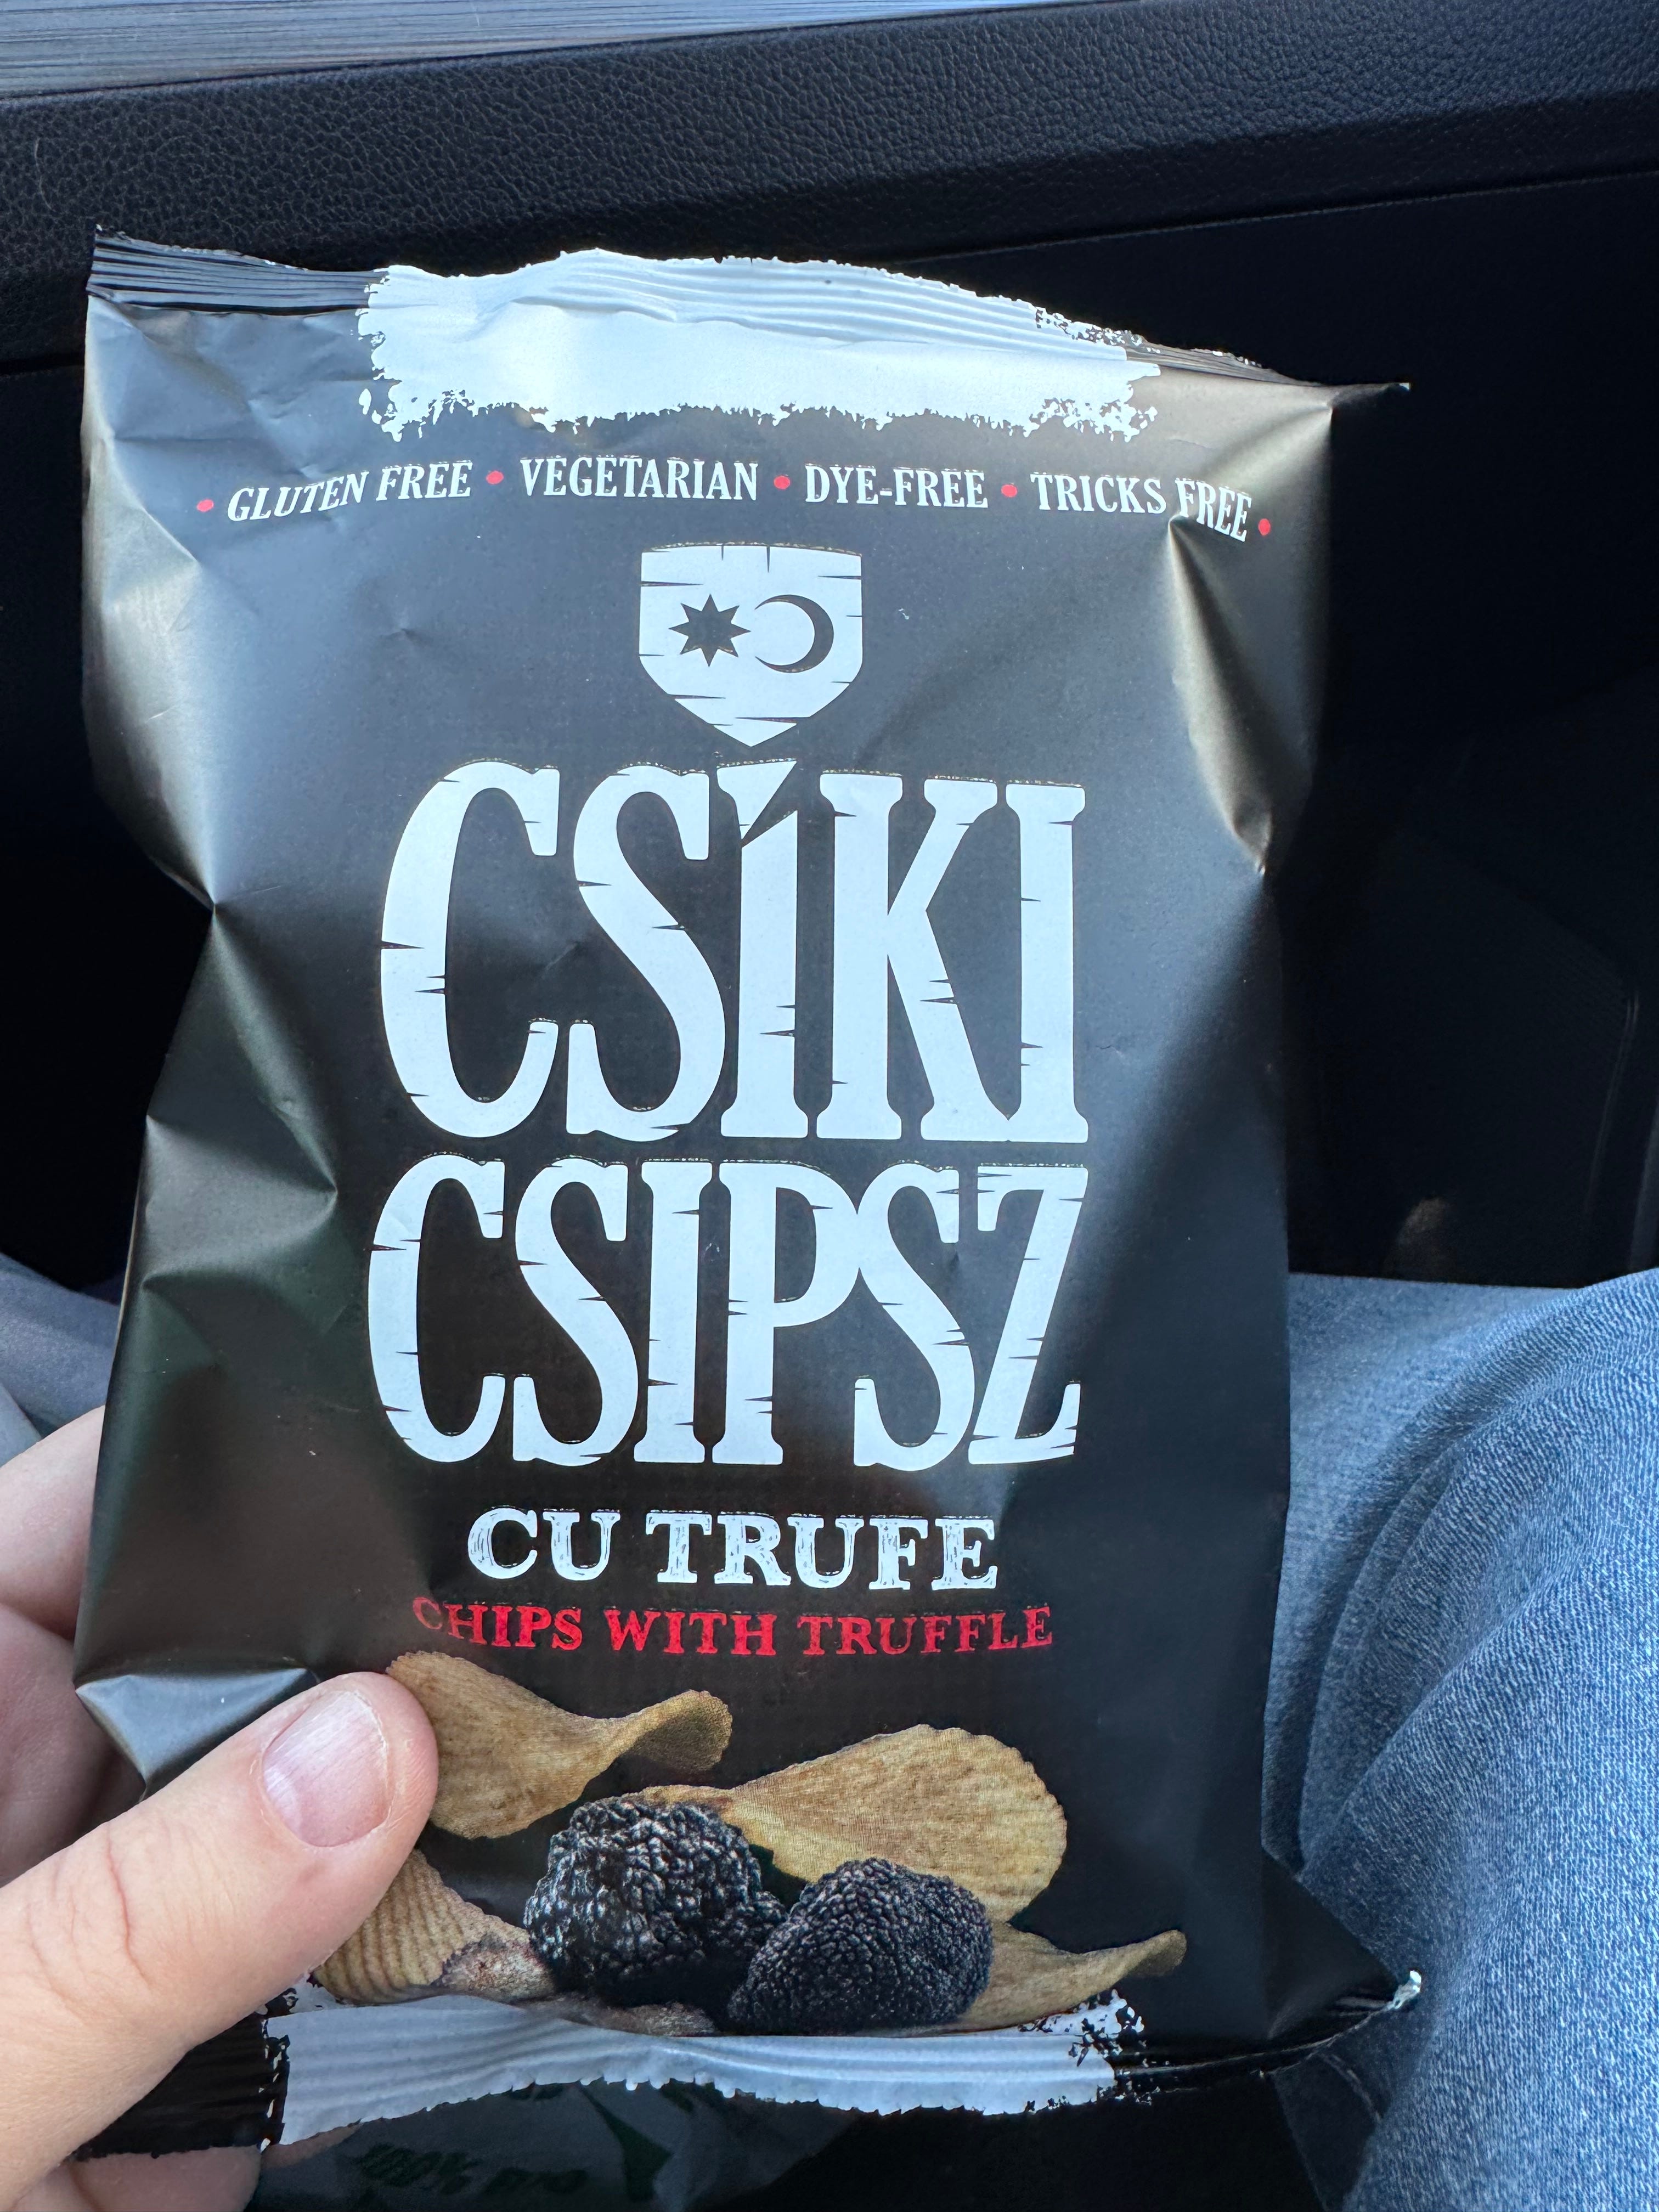 • GLUTEN FREE • VEGETARIAN • DYE-FREE • TRICKS FREE •
CSÍKI
CSIPSZ
CU TRUFE
CHIPS WITH TRUFFLE